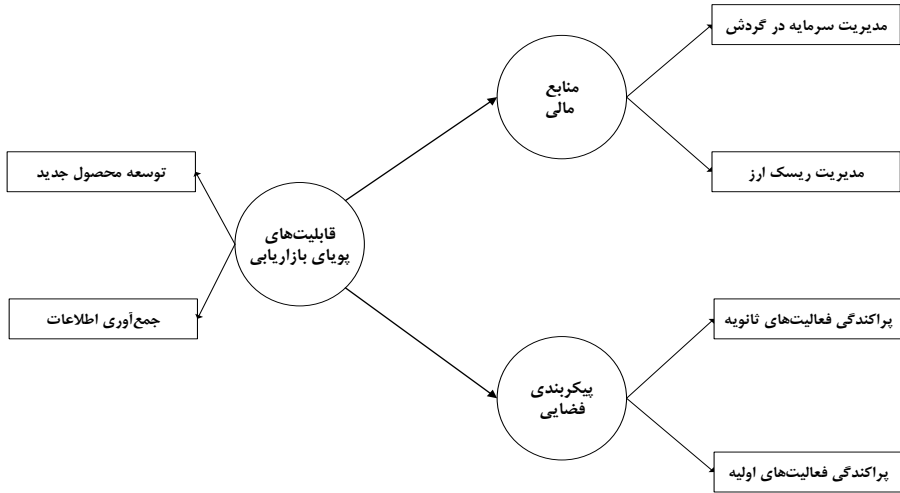 مدیریت سرمایه در گردش
منابع
مالی
مدیریت ریسک ارز
توسعه محصول جدید
قابلیت‌های
پویای بازاریابی
جمع‌آوری اطلاعات
پراکندگی فعالیت‌های ثانویه
پیکربندی
فضایی
پراکندگی فعالیت‌های اولیه